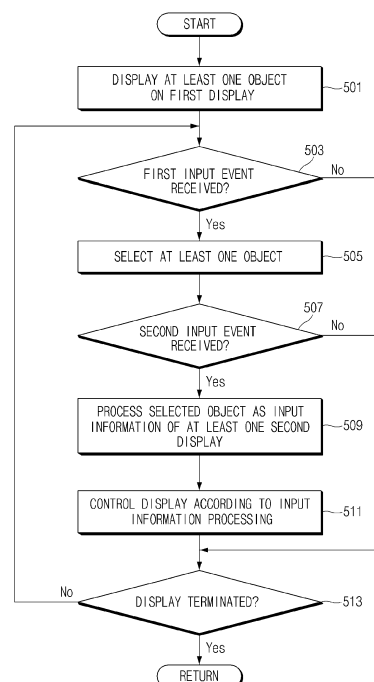 START
DISPLAY AT LEAST ONE OBJECT
ON FIRST DISPLAY
501
503
FIRST INPUT EVENT
RECEIVED?
No
Yes
SELECT AT LEAST ONE OBJECT
505
507
SECOND INPUT EVENT
RECEIVED?
No
Yes
PROCESS SELECTED OBJECT AS INPUT
INFORMATION OF AT LEAST ONE SECOND
DISPLAY
509
CONTROL DISPLAY ACCORDING TO INPUT
INFORMATION PROCESSING
511
No
DISPLAY TERMINATED?
513
Yes
RETURN